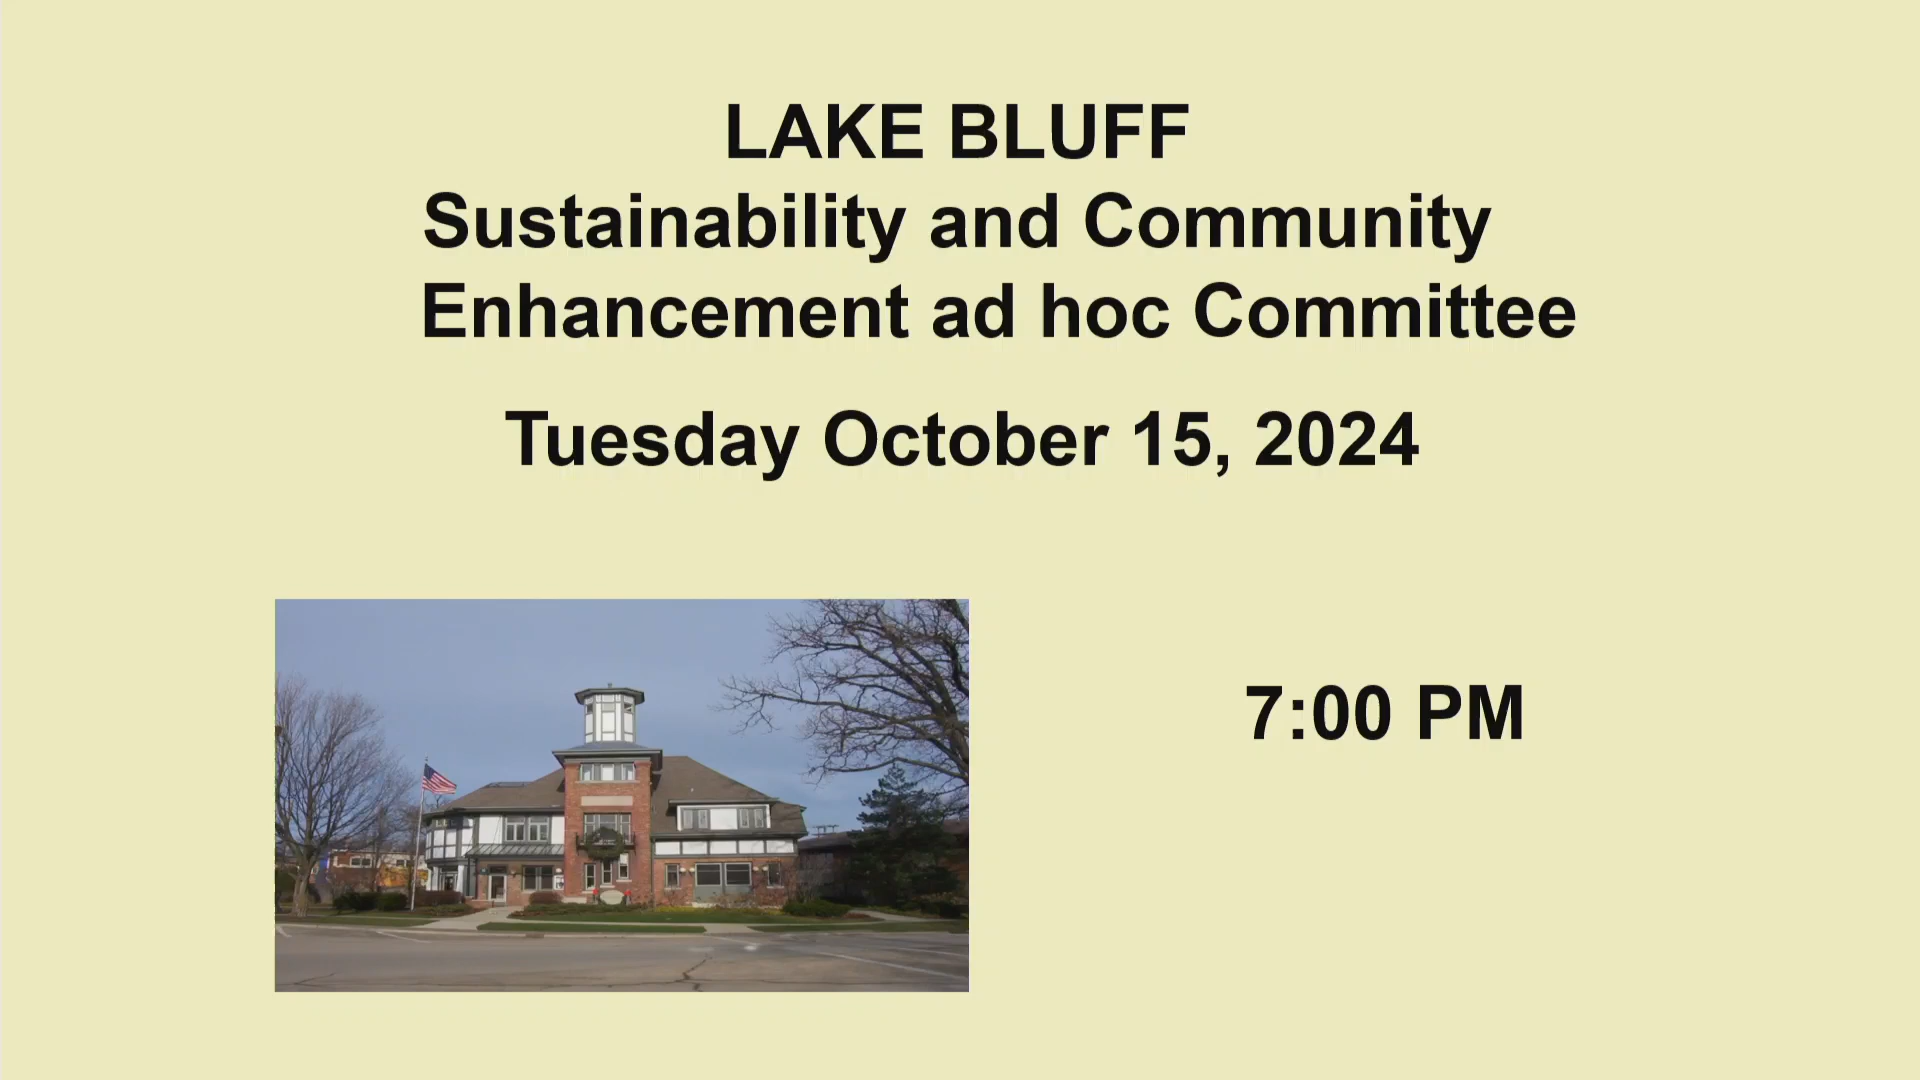 LAKE BLUFF
Sustainability and Community
Enhancement ad hoc Committee
Tuesday October 15, 2024
7:00 PM